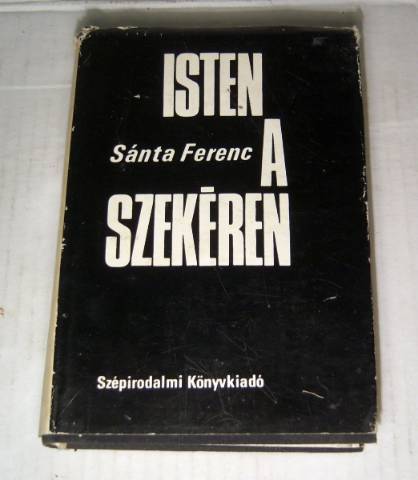 ISTEN
Sánta Ferenc A
SZEKÉREN
Szépirodalmi Könyvkiadó